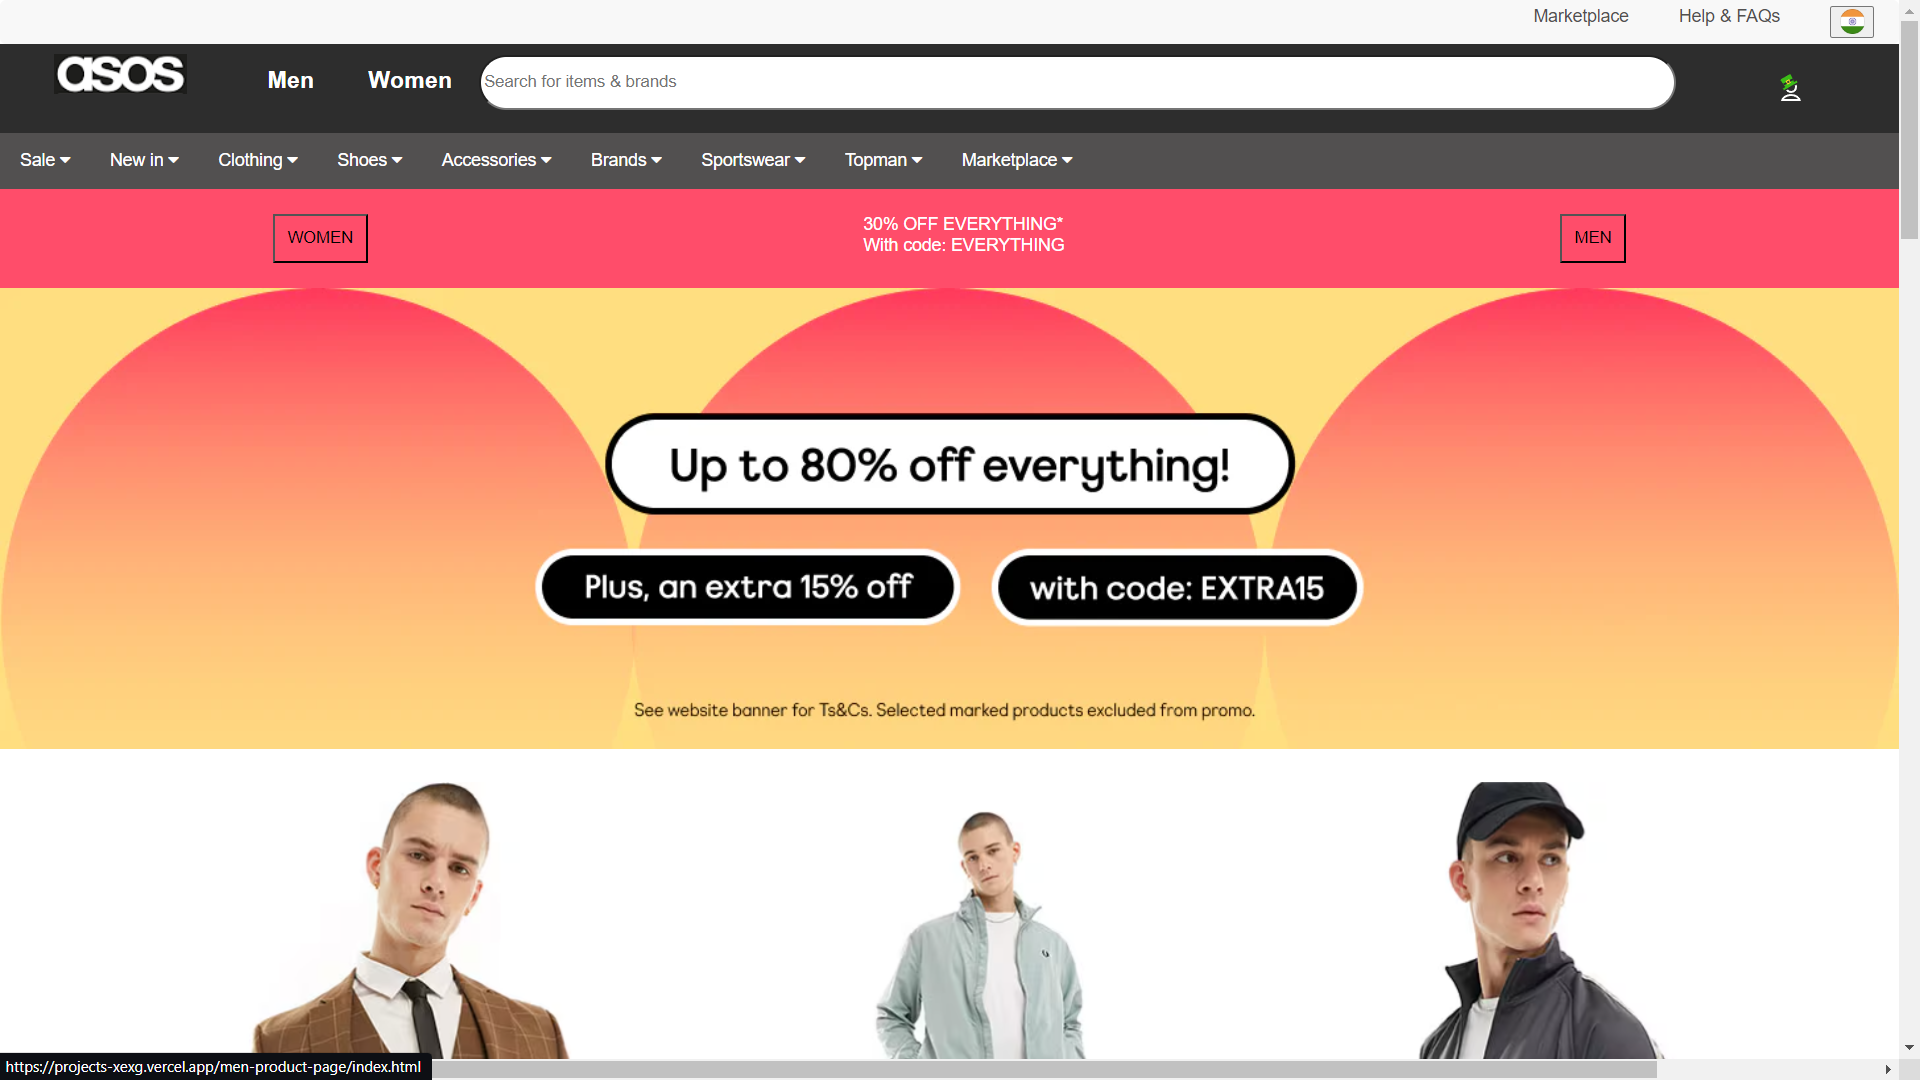 Marketplace Help & FAQs
asos Men Women Search for items & brands
Sale New in Clothing Shoes Accessories Brands Sportswear Topman Marketplace
WOMEN
30% OFF EVERYTHING*
With code: EVERYTHING
MEN
Up to 80% off everything!
Plus, an extra 15% off with code: EXTRA15
See website banner for Ts&Cs. Selected marked products excluded from promo.
https://projects-xexg.vercel.app/men-product-page/index.html